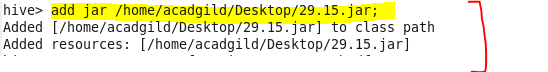 hive> add jar /home/acadgild/Desktop/29.15.jar;
Added [/home/acadgild/Desktop/29.15.jar] to class path
Added resources: [/home/acadgild/Desktop/29.15.jar]